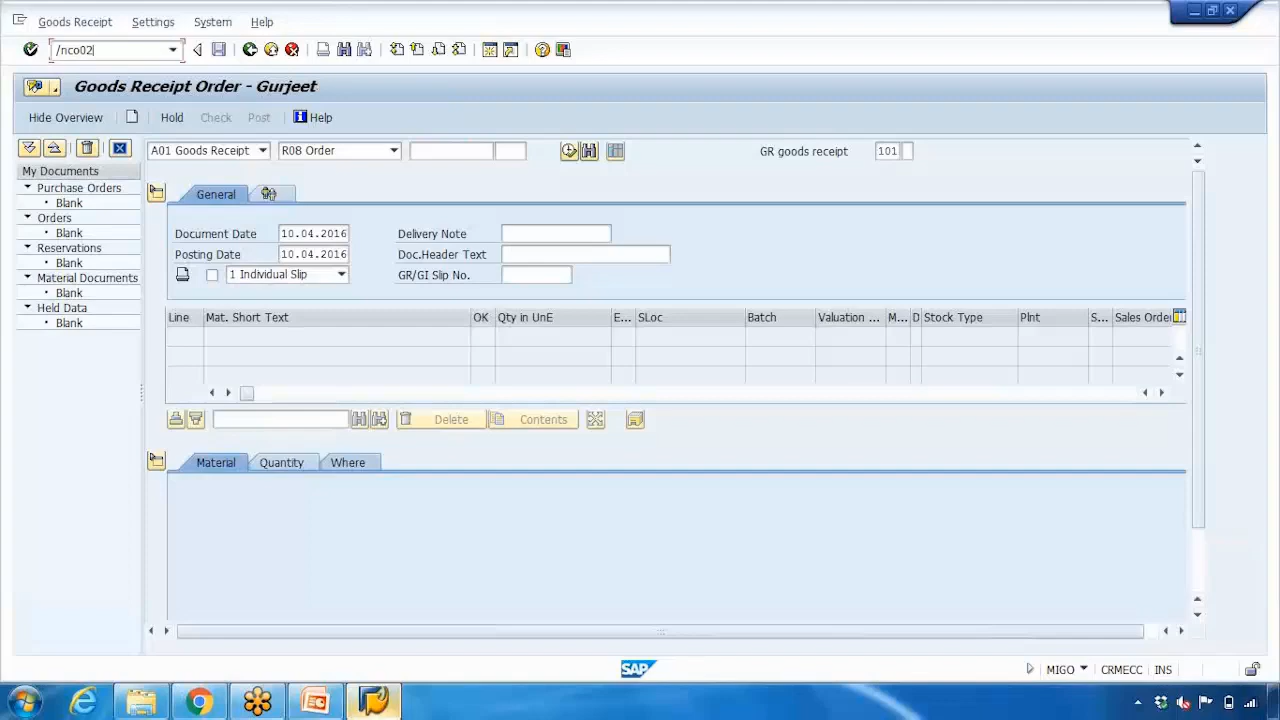 Goods Receipt Settings System Help
/nco02
Goods Receipt Order - Gurjeet
Hide Overview Hold Check Post Help
A01 Goods Receipt R08 Order GR goods receipt 101
My Documents
Purchase Orders
Blank
Orders
Blank
Reservations
Blank
Material Documents
Blank
Held Data
Blank
General
Document Date 10.04.2016 Delivery Note
Posting Date 10.04.2016 Doc.Header Text
1 Individual Slip GR/GI Slip No.
Line Mat. Short Text OK Qty in UnE E... SLoc Batch Valuation ... M... D Stock Type Plnt S... Sales Order
Delete Contents
Material Quantity Where
SAP
MIGO CRMECC INS